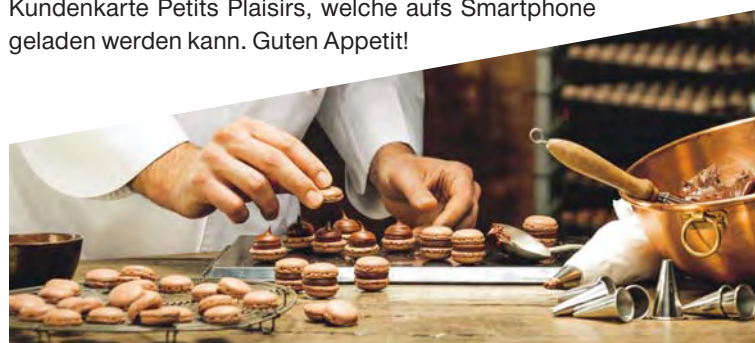 Kundenkarte Petits Plaisirs, welche aufs Smartphone
geladen werden kann. Guten Appetit!